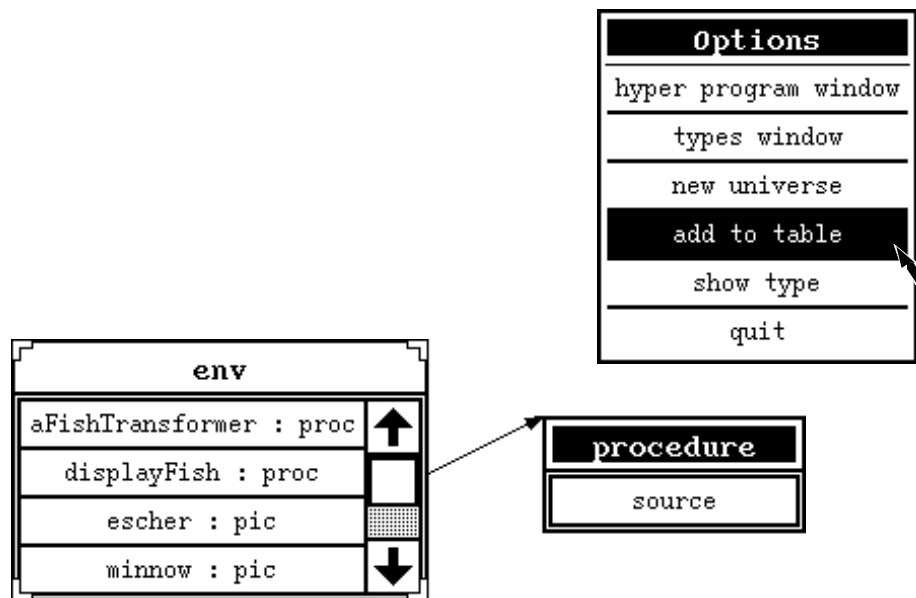 Options
hyper program window
types window
new universe
add to table
show type
quit
env
aFishTransformer : proc
displayFish : proc
escher : pic
minnow : pic
procedure
source